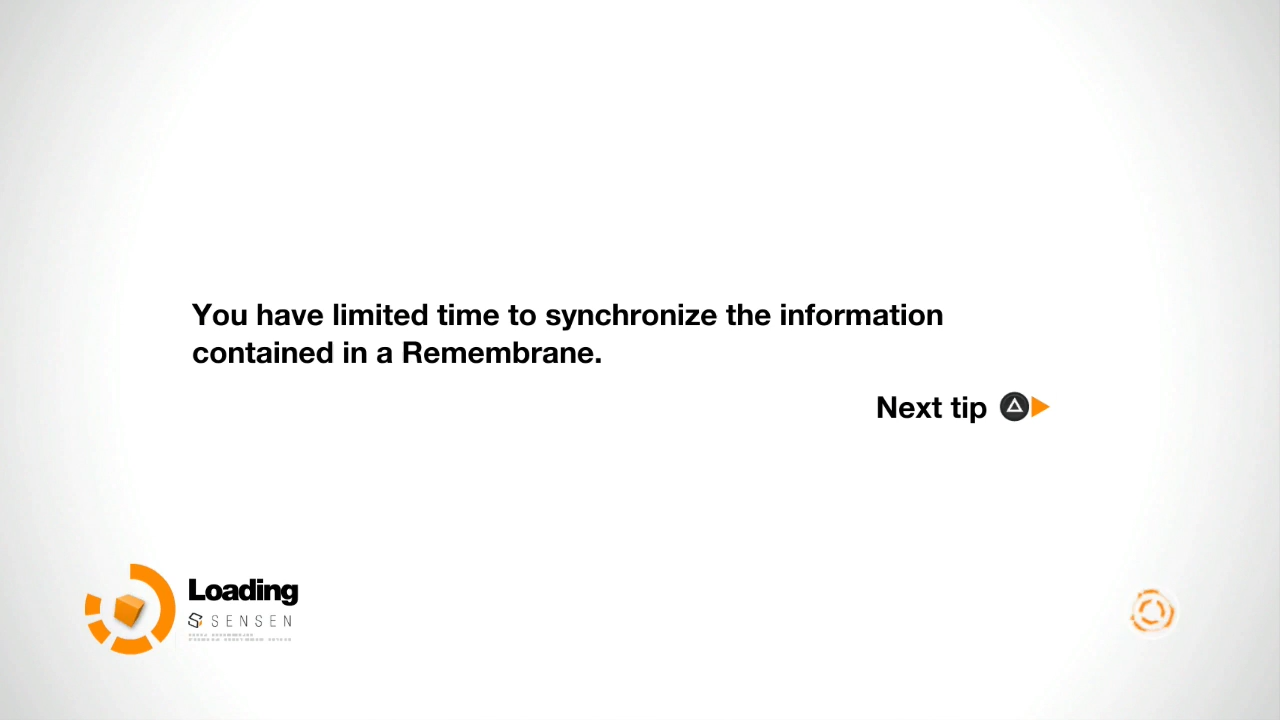 You have limited time to synchronize the information
contained in a Remembrane.
Next tip
Loading
SENSEN